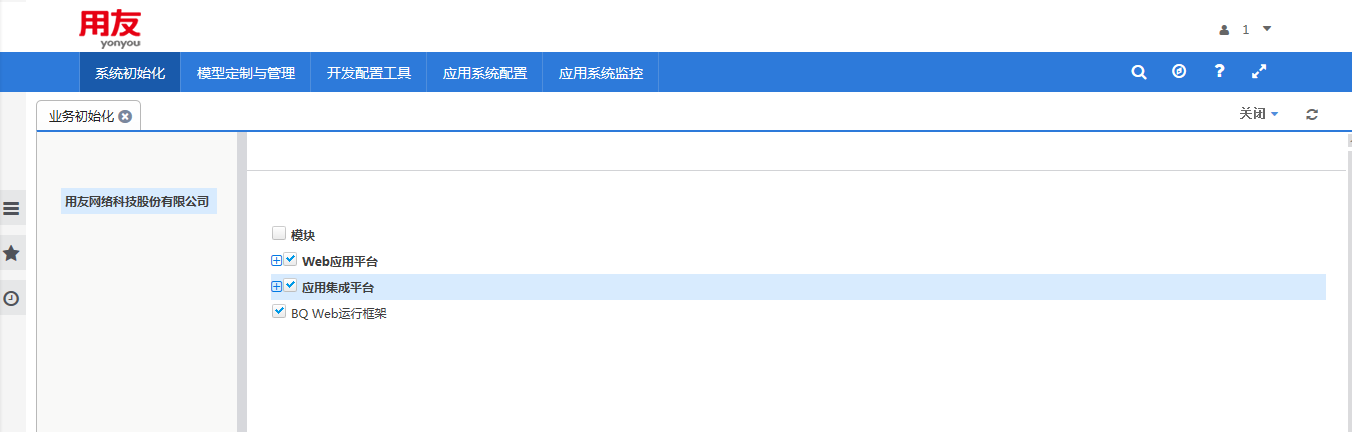 用友
yonyou
1
系统初始化 模型定制与管理 开发配置工具 应用系统配置 应用系统监控
业务初始化 关闭
用友网络科技股份有限公司
模块
Web应用平台
应用集成平台
BQ Web运行框架